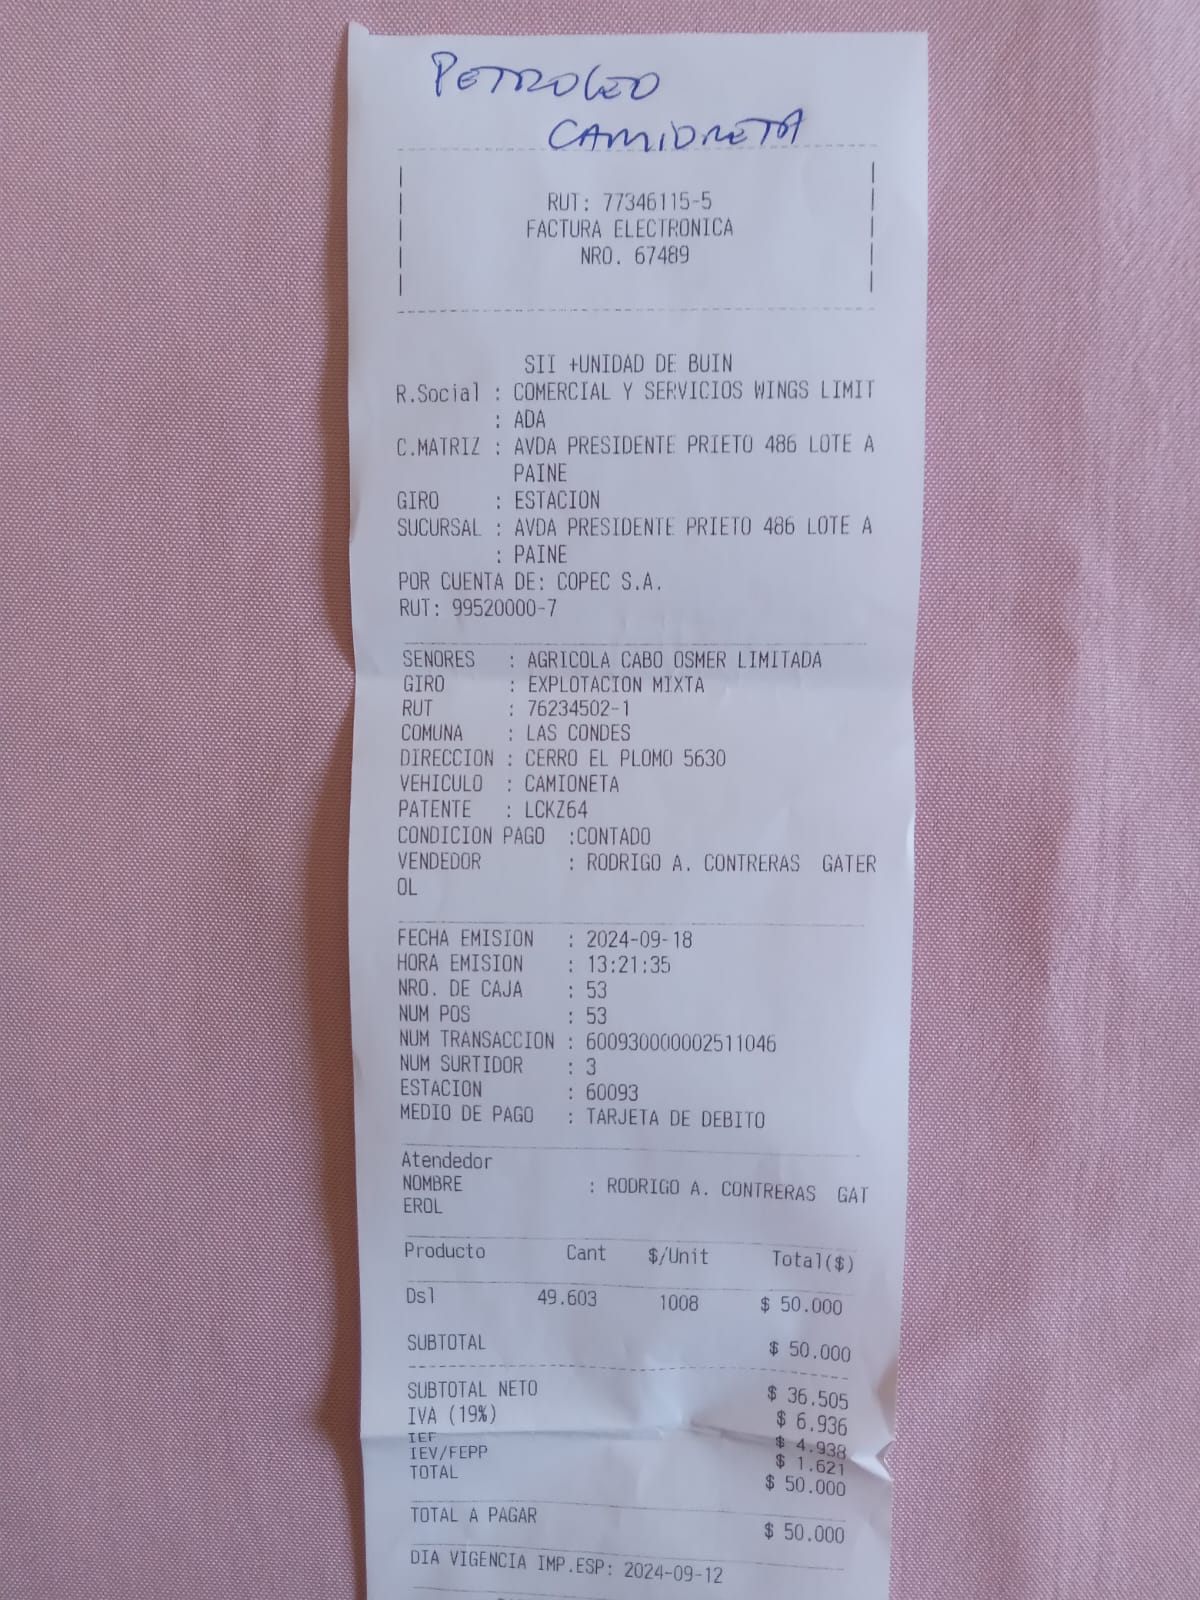 PETROLEO
CAMIONETA
RUT: 77346115-5
FACTURA ELECTRONICA
NRO. 67489
SII +UNIDAD DE BUIN
R.Social : COMERCIAL Y SERVICIOS WINGS LIMIT
: ADA
C.MATRIZ : AVDA PRESIDENTE PRIETO 486 LOTE A
PAINE
GIRO : ESTACION
SUCURSAL : AVDA PRESIDENTE PRIETO 486 LOTE A
: PAINE
POR CUENTA DE: COPEC S.A.
RUT: 99520000-7
SENORES : AGRICOLA CABO OSMER LIMITADA
GIRO : EXPLOTACION MIXTA
RUT : 76234502-1
COMUNA : LAS CONDES
DIRECCION : CERRO EL PLOMO 5630
VEHICULO : CAMIONETA
PATENTE : LCKZ64
CONDICION PAGO :CONTADO
VENDEDOR : RODRIGO A. CONTRERAS GATER
OL
FECHA EMISION : 2024-09-18
HORA EMISION : 13:21:35
NRO. DE CAJA : 53
NUM POS : 53
NUM TRANSACCION : 600930000002511046
NUM SURTIDOR : 3
ESTACION : 60093
MEDIO DE PAGO : TARJETA DE DEBITO
Atendedor
NOMBRE : RODRIGO A. CONTRERAS GAT
EROL
Producto Cant $/Unit Total($)
Dsl 49.603 1008 $ 50.000
SUBTOTAL $ 50.000
SUBTOTAL NETO $ 36.505
IVA (19%) $ 6.936
IEF $ 4.938
IEV/FEPP $ 1.621
TOTAL $ 50.000
TOTAL A PAGAR $ 50.000
DIA VIGENCIA IMP.ESP: 2024-09-12